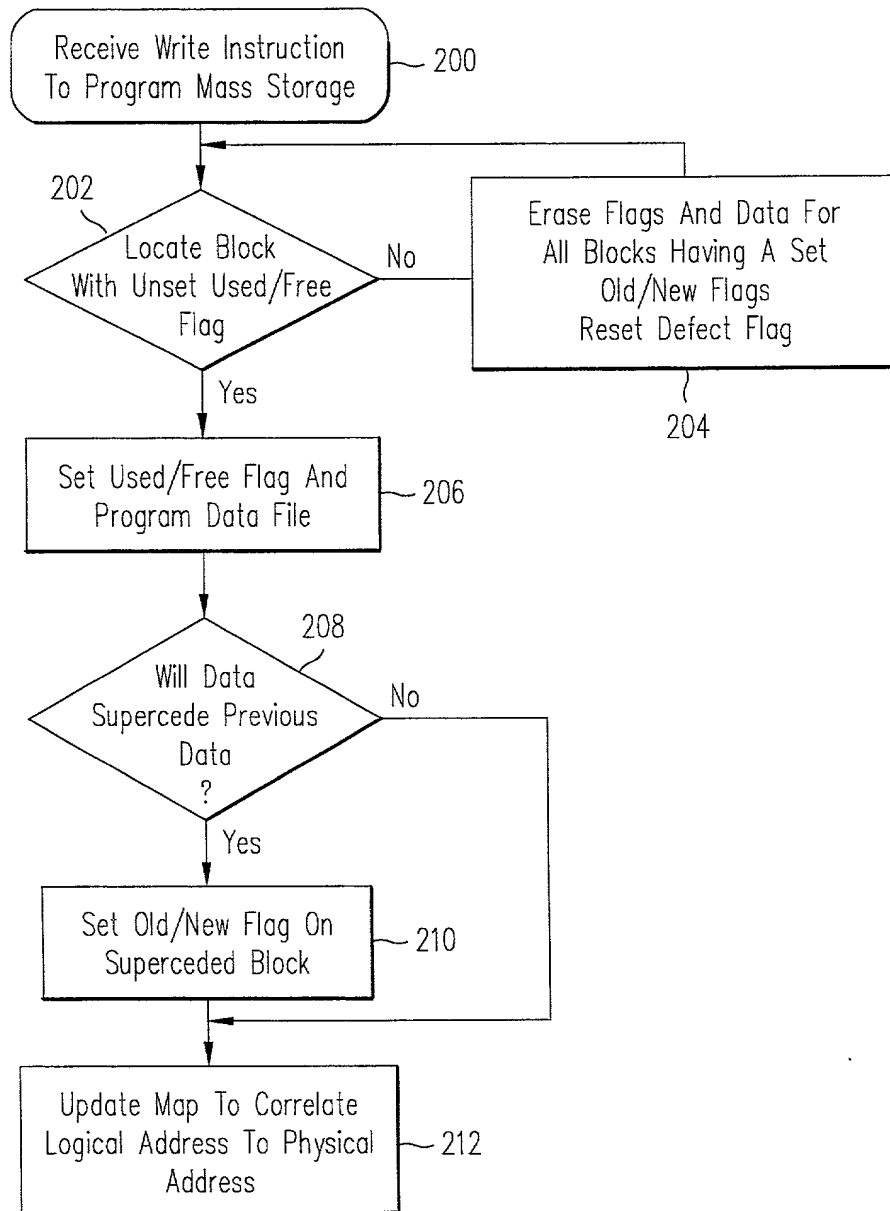 Receive Write Instruction
To Program Mass Storage
200
202
Locate Block
With Unset Used/Free
Flag
No
Erase Flags And Data For
All Blocks Having A Set
Old/New Flags
Reset Defect Flag
204
Yes
Set Used/Free Flag And
Program Data File
206
208
Will Data
Supercede Previous
Data
?
No
Yes
Set Old/New Flag On
Superceded Block
210
Update Map To Correlate
Logical Address To Physical
Address
212